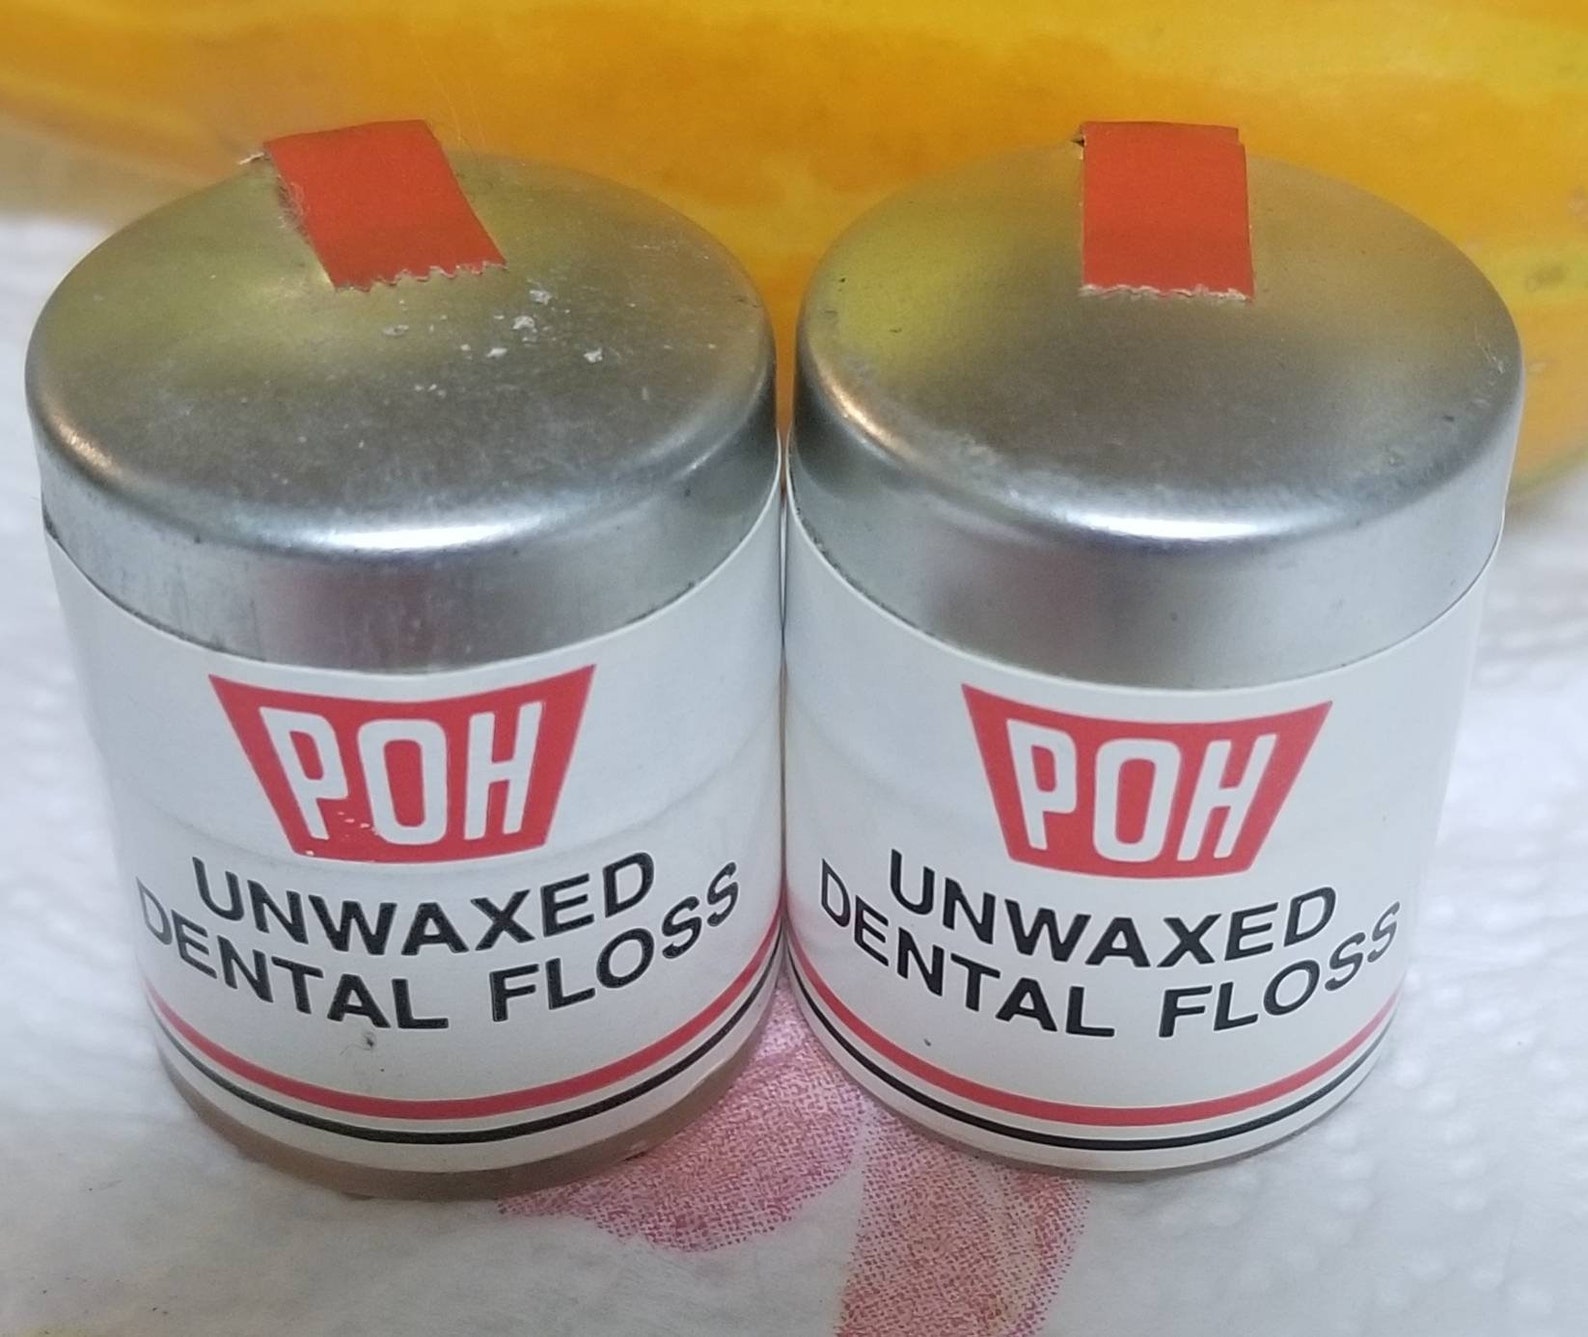 POH
UNWAXED
DENTAL FLOSS
POH
UNWAXED
DENTAL FLOSS